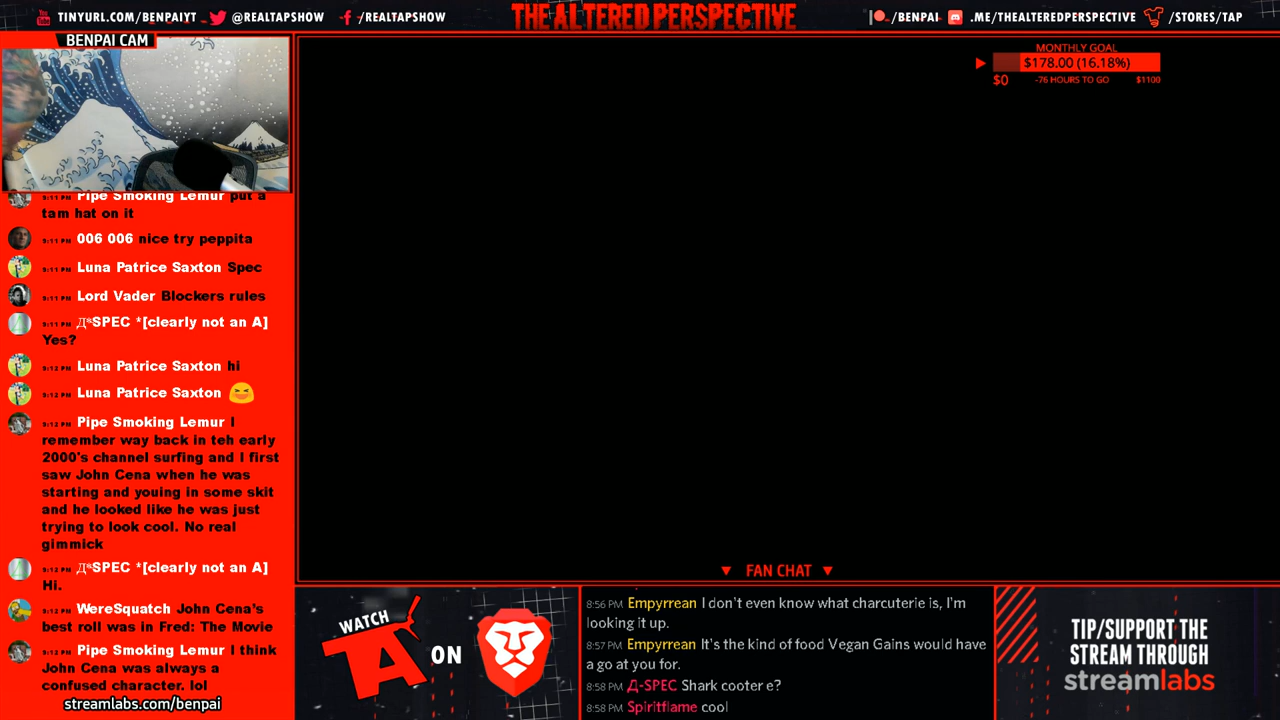 TINYURL.COM/BENPAIYT @REALTAPSHOW /REALTAPSHOW THE ALTERED PERSPECTIVE /BENPAI .ME/THEALTEREDPERSPECTIVE /STORES/TAP
BENPAI CAM
MONTHLY GOAL
$178.00 (16.18%)
$0 -76 HOURS TO GO $1100
Pipe Smoking Lemur put a
tam hat on it
006 006 nice try peppita
Luna Patrice Saxton Spec
Lord Vader Blockers rules
Д*SPEC *[clearly not an A]
Yes?
Luna Patrice Saxton hi
Luna Patrice Saxton
Pipe Smoking Lemur I
remember way back in teh early
2000's channel surfing and I first
saw John Cena when he was
starting and youing in some skit
and he looked like he was just
trying to look cool. No real
gimmick
Д*SPEC *[clearly not an A]
Hi.
WereSquatch John Cena's
best roll was in Fred: The Movie
Pipe Smoking Lemur I think
John Cena was always a
confused character. lol
streamlabs.com/benpai
FAN CHAT
WATCH
TA ON
8:56 PM Empyrrean I don't even know what charcuterie is, I'm
looking it up.
8:57 PM Empyrrean It's the kind of food Vegan Gains would have
a go at you for.
8:58 PM Д-SPEC Shark cooter e?
8:58 PM Spiritflame cool
TIP/SUPPORT THE
STREAM THROUGH
streamlabs